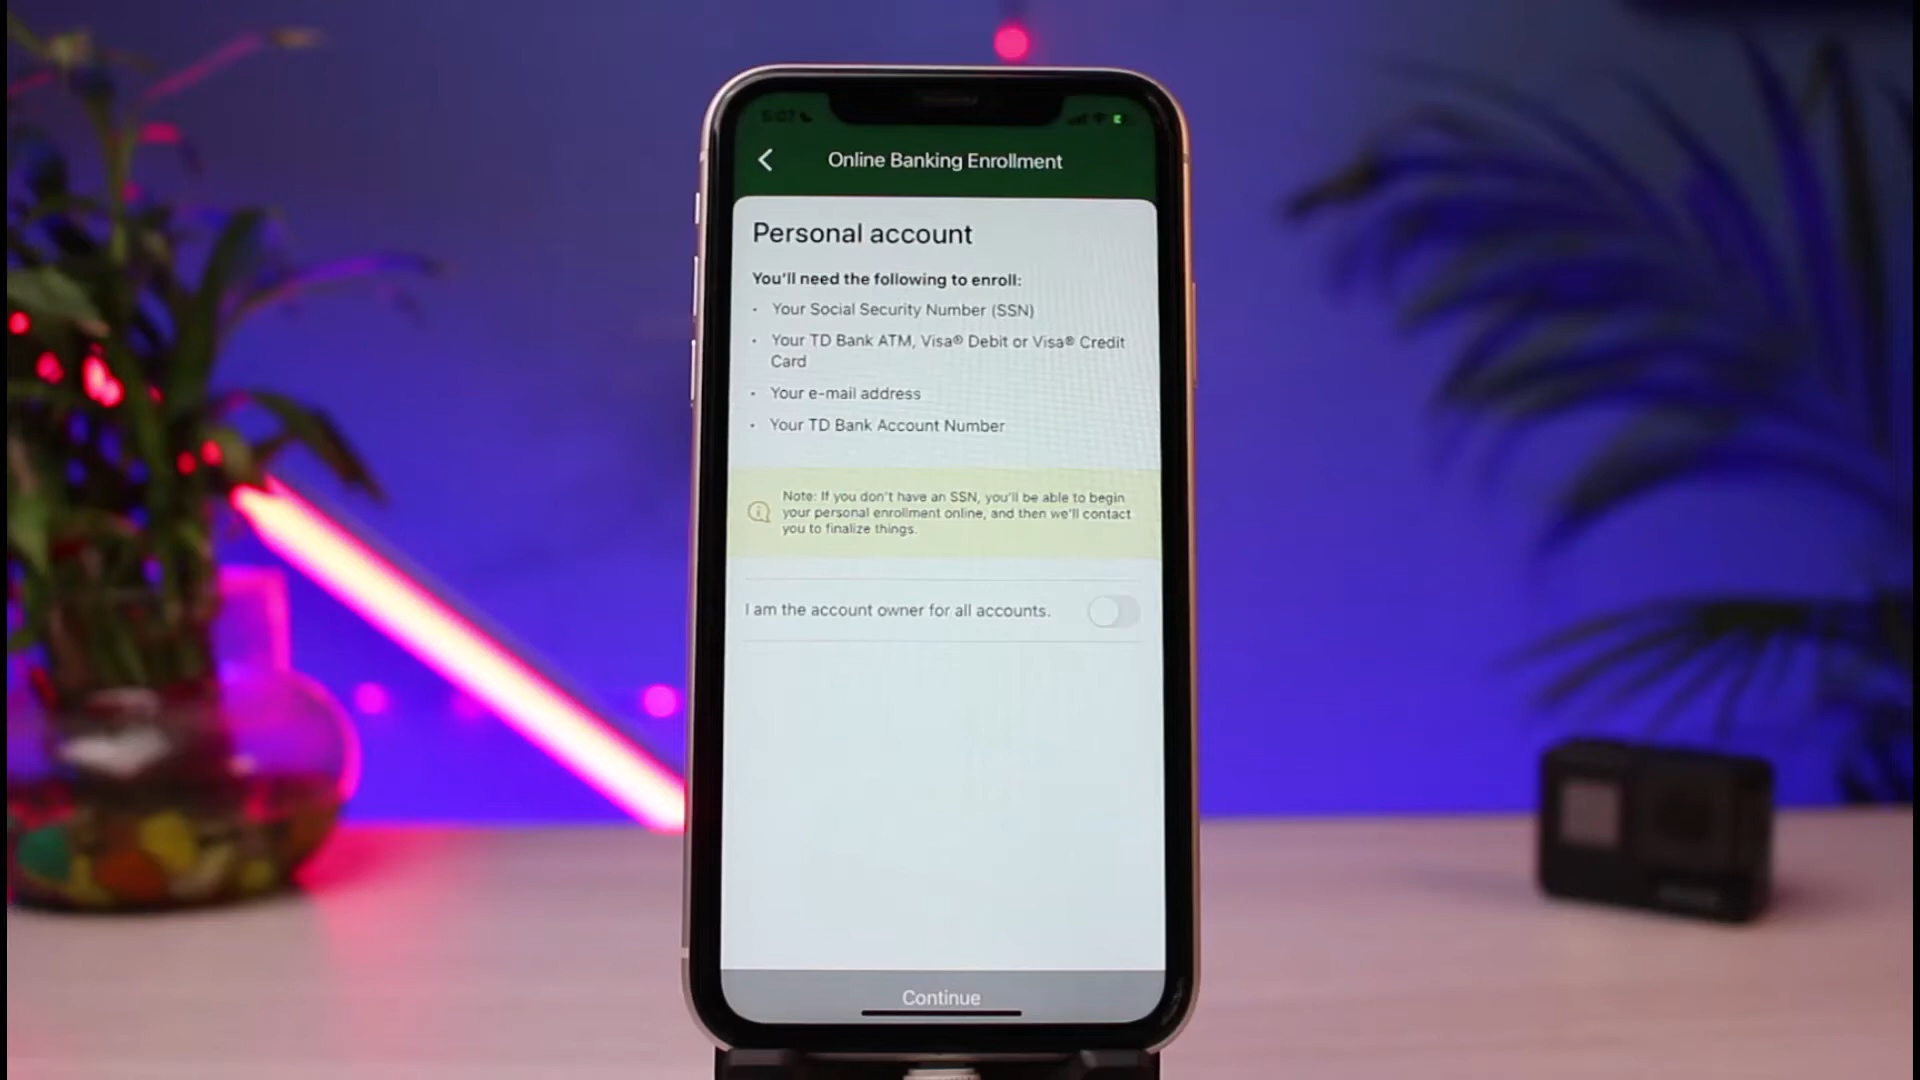 5:07
Online Banking Enrollment
Personal account
You'll need the following to enroll:
· Your Social Security Number (SSN)
· Your TD Bank ATM, Visa® Debit or Visa® Credit
Card
· Your e-mail address
· Your TD Bank Account Number
Note: If you don't have an SSN, you'll be able to begin
your personal enrollment online, and then we'll contact
you to finalize things.
I am the account owner for all accounts.
Continue